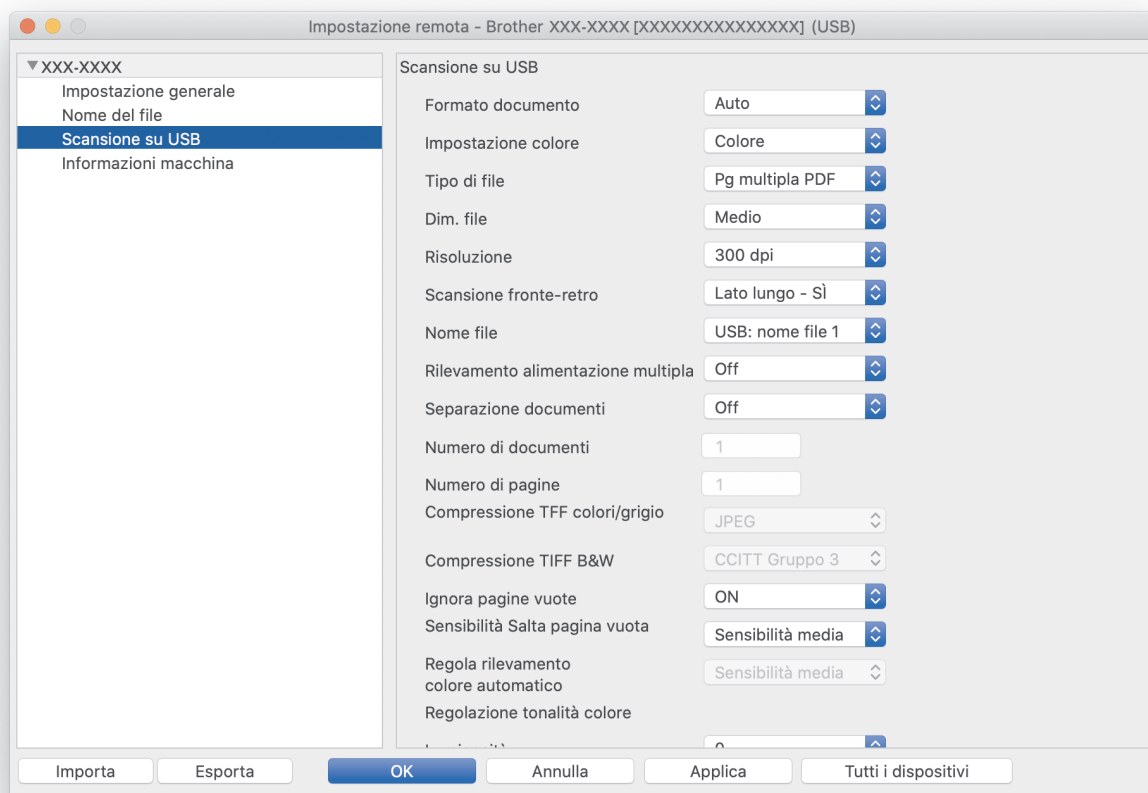 Impostazione remota - Brother XXX-XXXX [XXXXXXXXXXXXXXX] (USB)
XXX-XXXX
Impostazione generale
Nome del file
Scansione su USB
Informazioni macchina
Scansione su USB
Formato documento Auto
Impostazione colore Colore
Tipo di file Pg multipla PDF
Dim. file Medio
Risoluzione 300 dpi
Scansione fronte-retro Lato lungo - SÌ
Nome file USB: nome file 1
Rilevamento alimentazione multipla Off
Separazione documenti Off
Numero di documenti 1
Numero di pagine 1
Compressione TFF colori/grigio JPEG
Compressione TIFF B&W CCITT Gruppo 3
Ignora pagine vuote ON
Sensibilità Salta pagina vuota Sensibilità media
Regola rilevamento
colore automatico Sensibilità media
Regolazione tonalità colore
Importa Esporta OK Annulla Applica Tutti i dispositivi